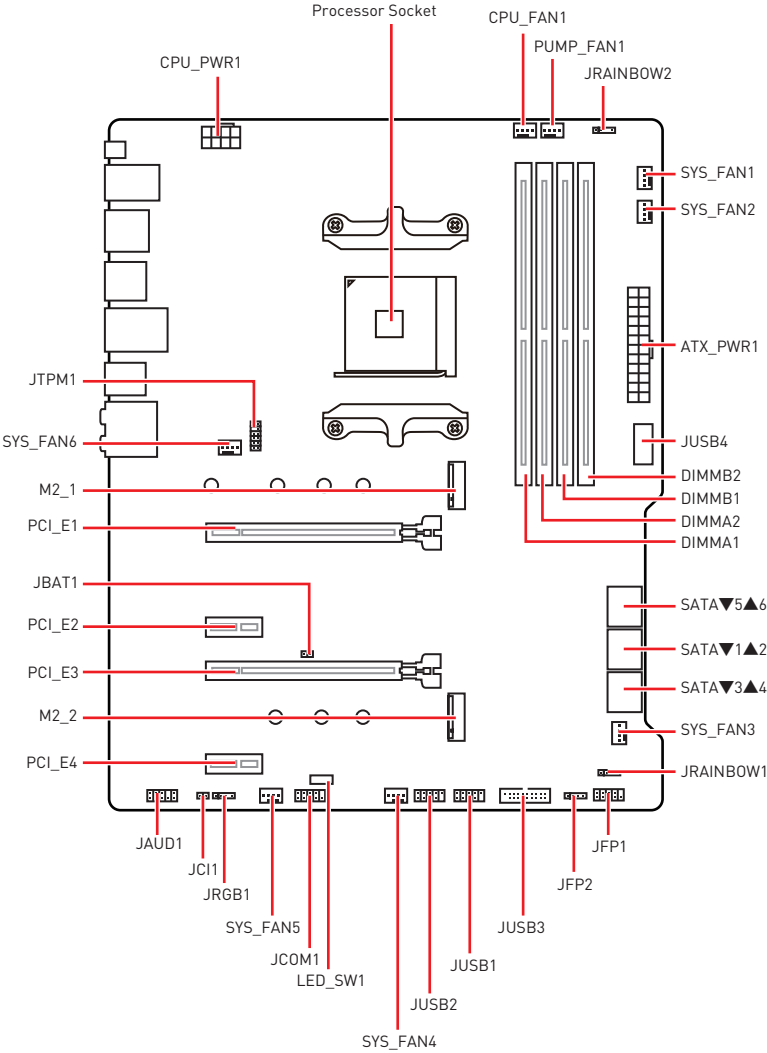 Processor Socket
CPU_FAN1
PUMP_FAN1
CPU_PWR1
JRAINBOW2
SYS_FAN1
SYS_FAN2
ATX_PWR1
JTPM1
SYS_FAN6
JUSB4
DIMMB2
M2_1
DIMMB1
PCI_E1
DIMMA2
DIMMA1
JBAT1
SATA▼5▲6
PCI_E2
SATA▼1▲2
PCI_E3
SATA▼3▲4
M2_2
SYS_FAN3
PCI_E4
JRAINBOW1
JAUD1
JFP1
JCI1
JFP2
JRGB1
SYS_FAN5
JUSB3
JCOM1
JUSB1
LED_SW1
JUSB2
SYS_FAN4